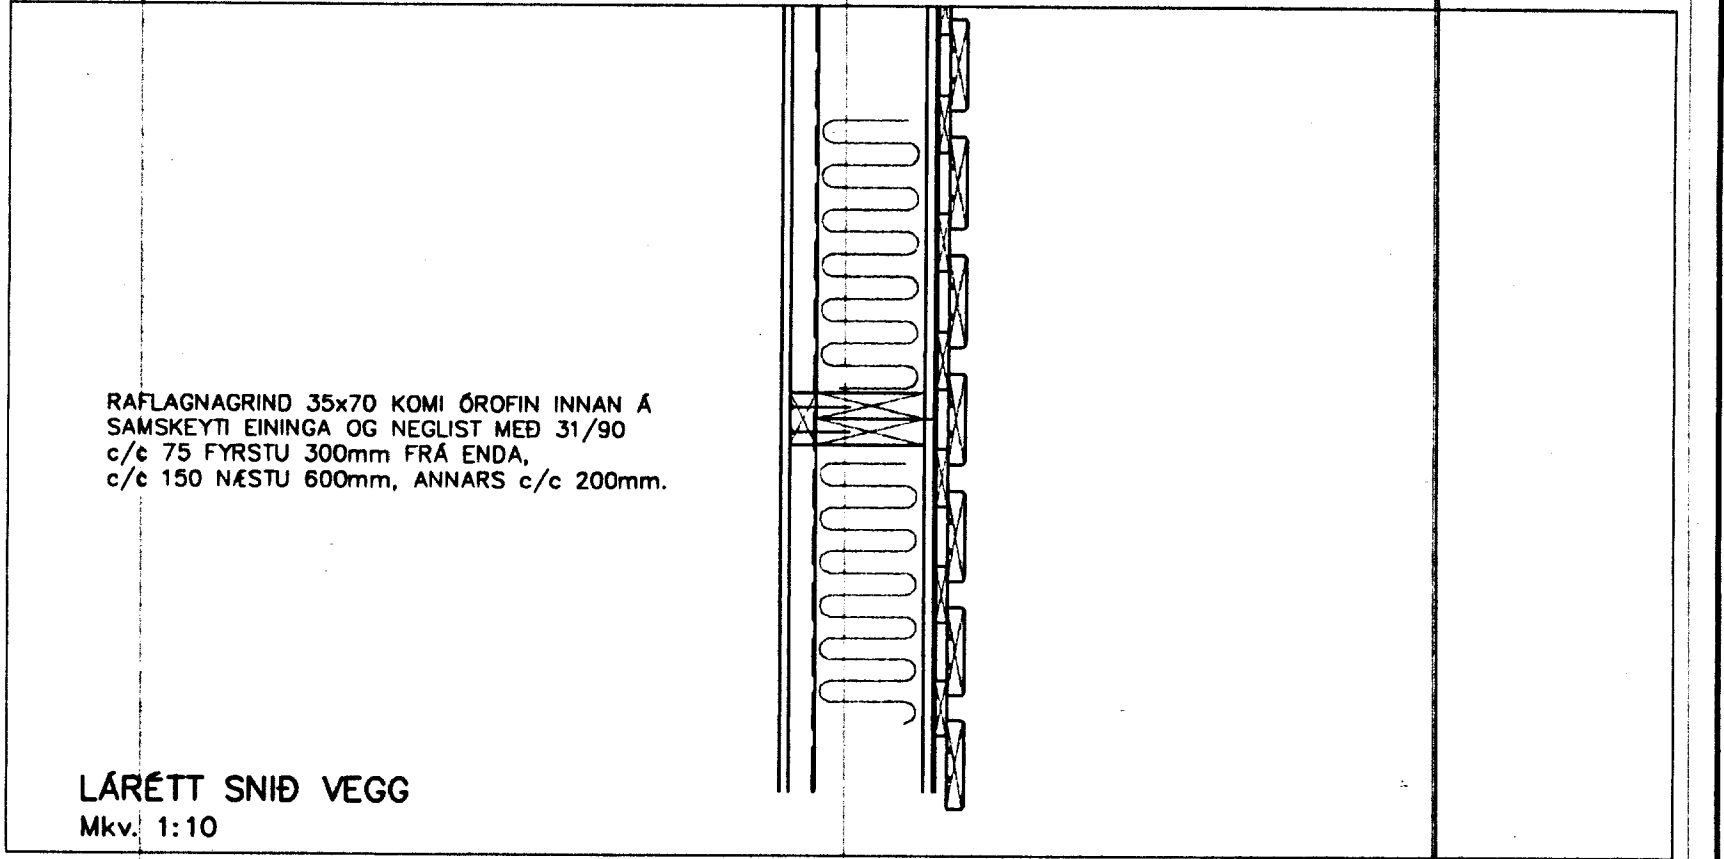 RAFLAGNAGRIND 35x70 KOMI ÓROFIN INNAN Á
SAMSKEYTI EININGA OG NEGLIST MEÐ 31/90
c/c 75 FYRSTU 300mm FRÁ ENDA,
c/c 150 NÆSTU 600mm, ANNARS c/c 200mm.
LÁRÉTT SNIÐ VEGG
Mkv. 1:10